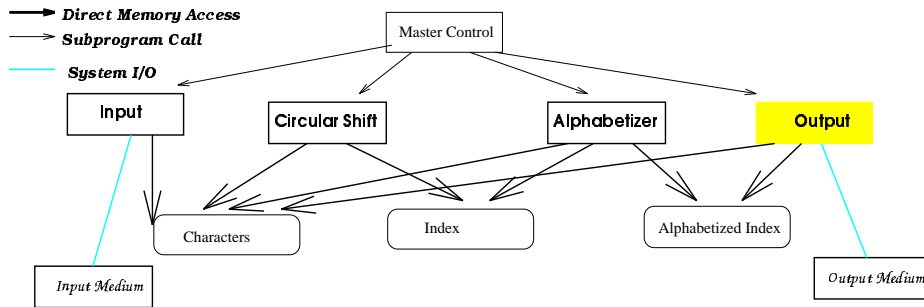 Direct Memory Access
Subprogram Call
System I/O
Master Control
Input
Circular Shift
Alphabetizer
Output
Characters
Index
Alphabetized Index
Input Medium
Output Medium